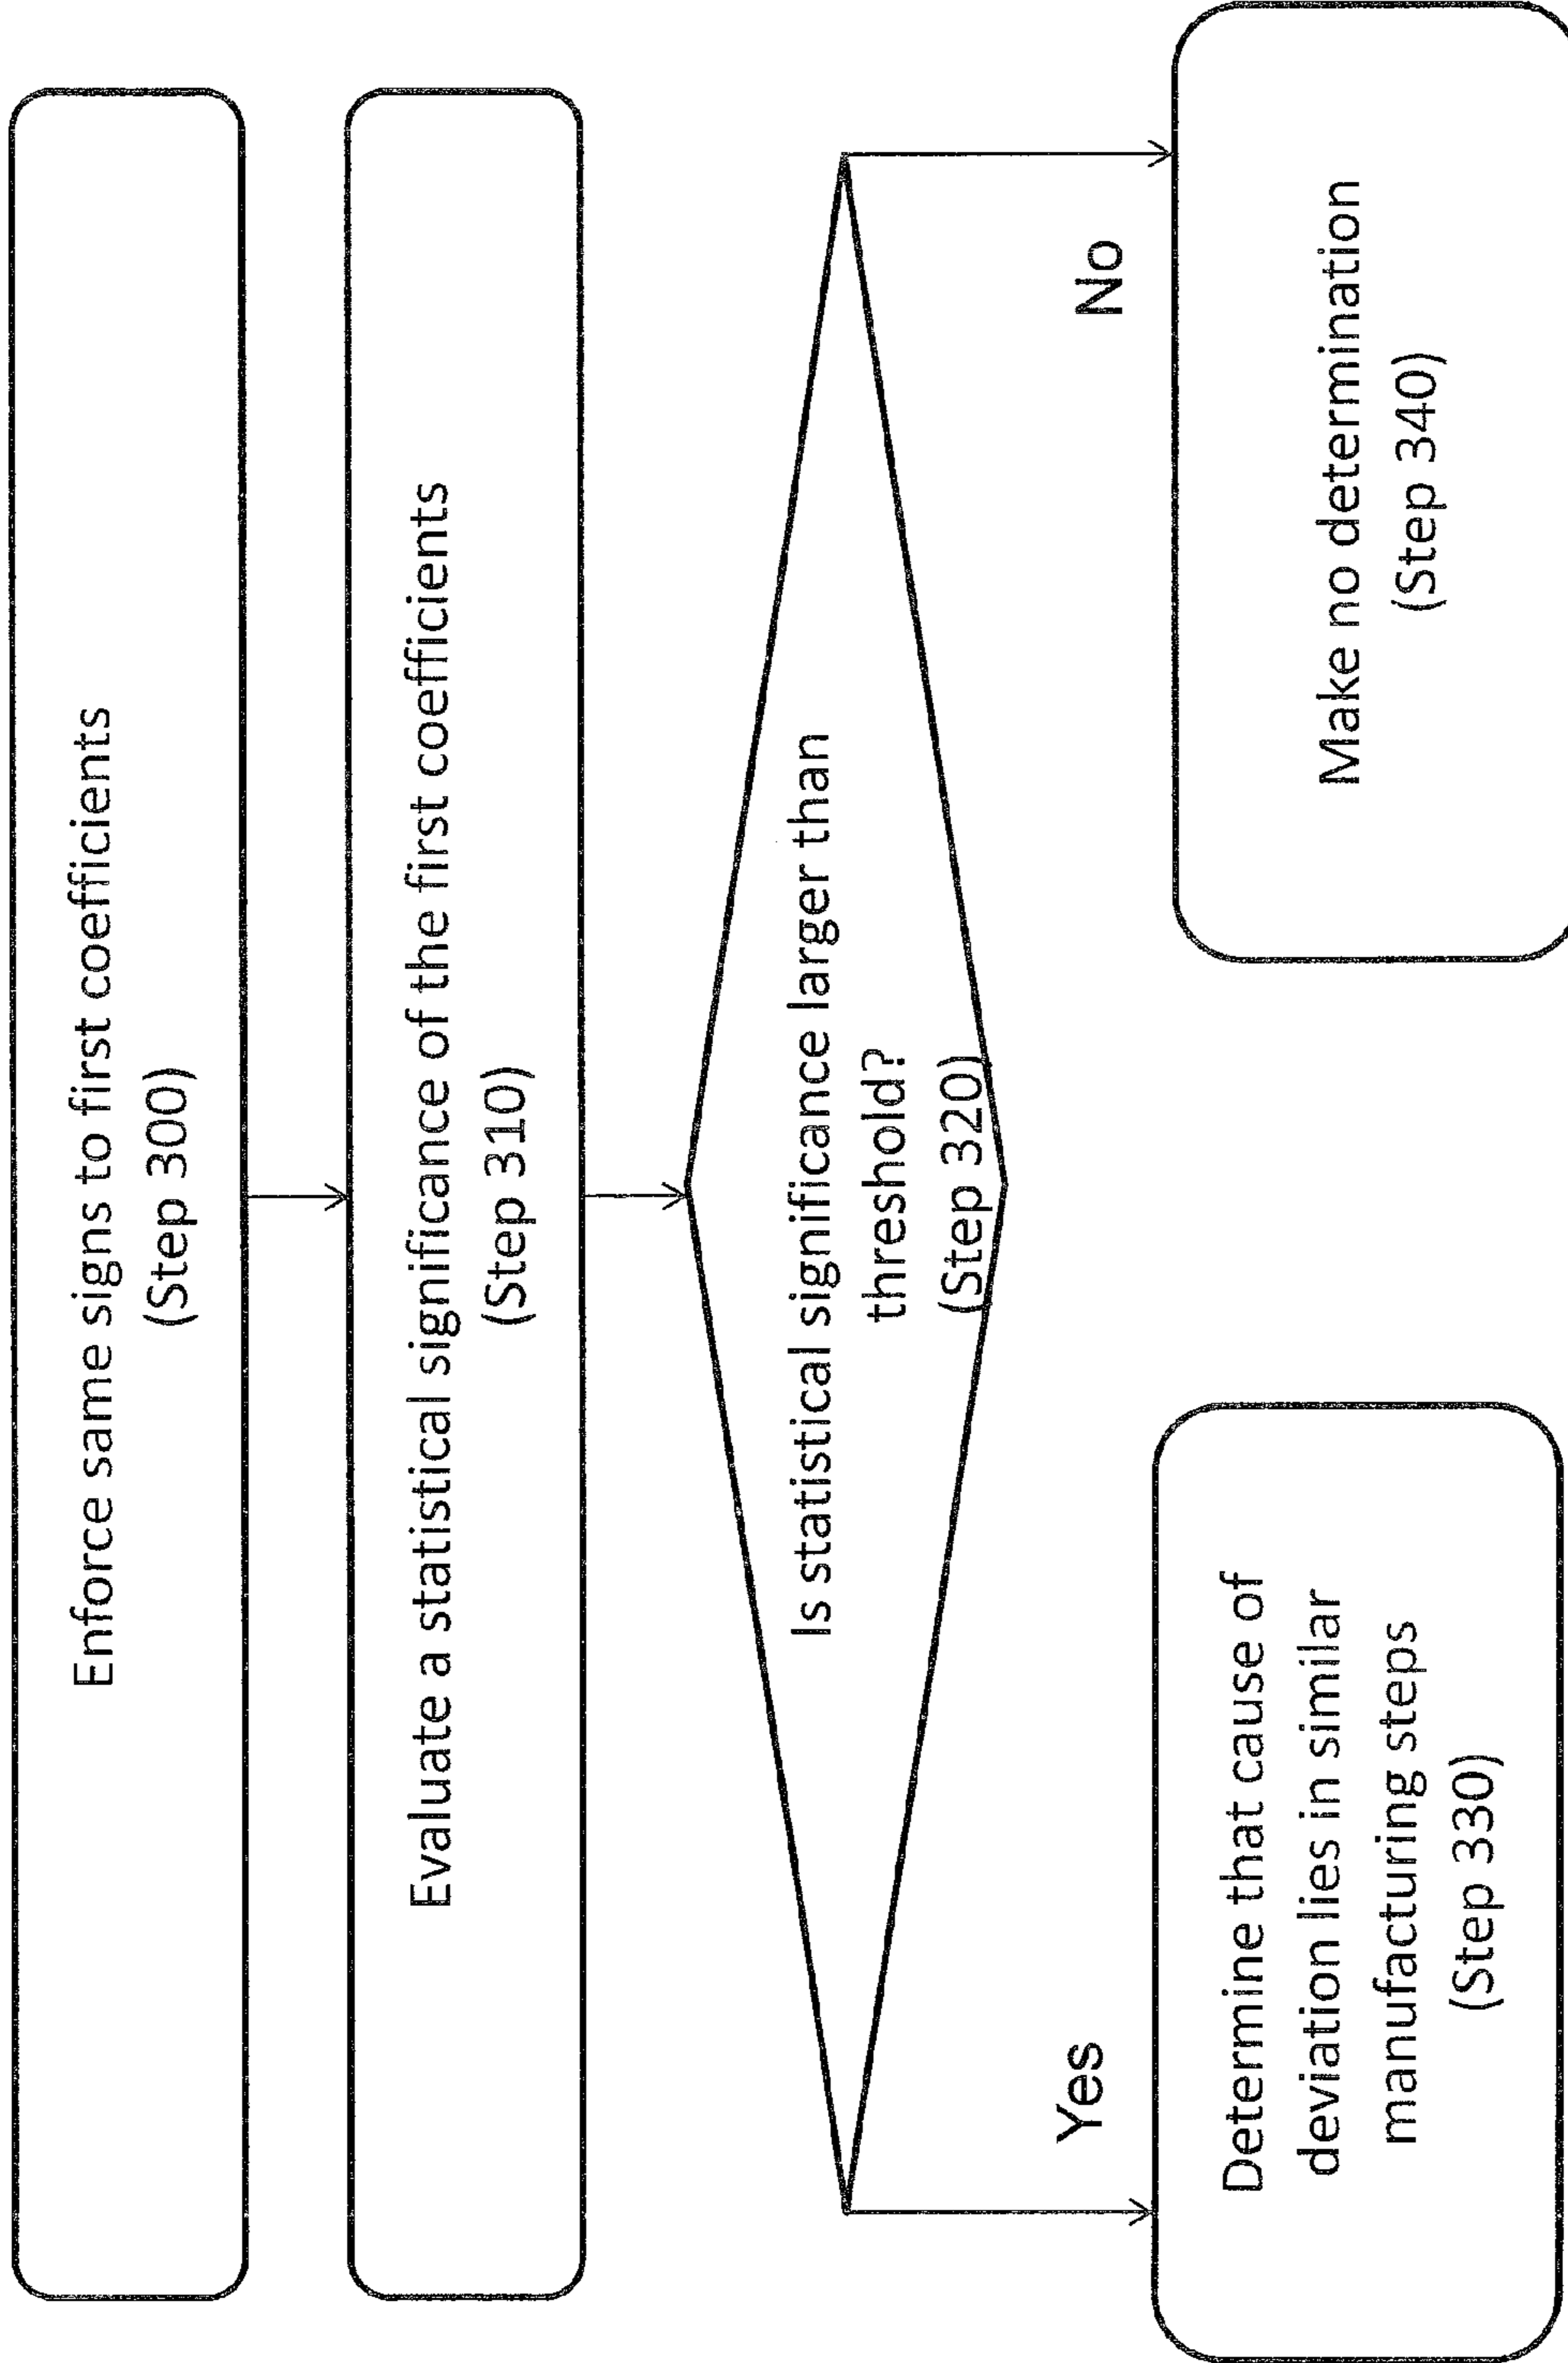 Enforce same signs to first coefficients
(Step 300)
Evaluate a statistical significance of the first coefficients
(Step 310)
Is statistical significance larger than
threshold?
(Step 320)
Yes
No
Determine that cause of
deviation lies in similar
manufacturing steps
(Step 330)
Make no determination
(Step 340)